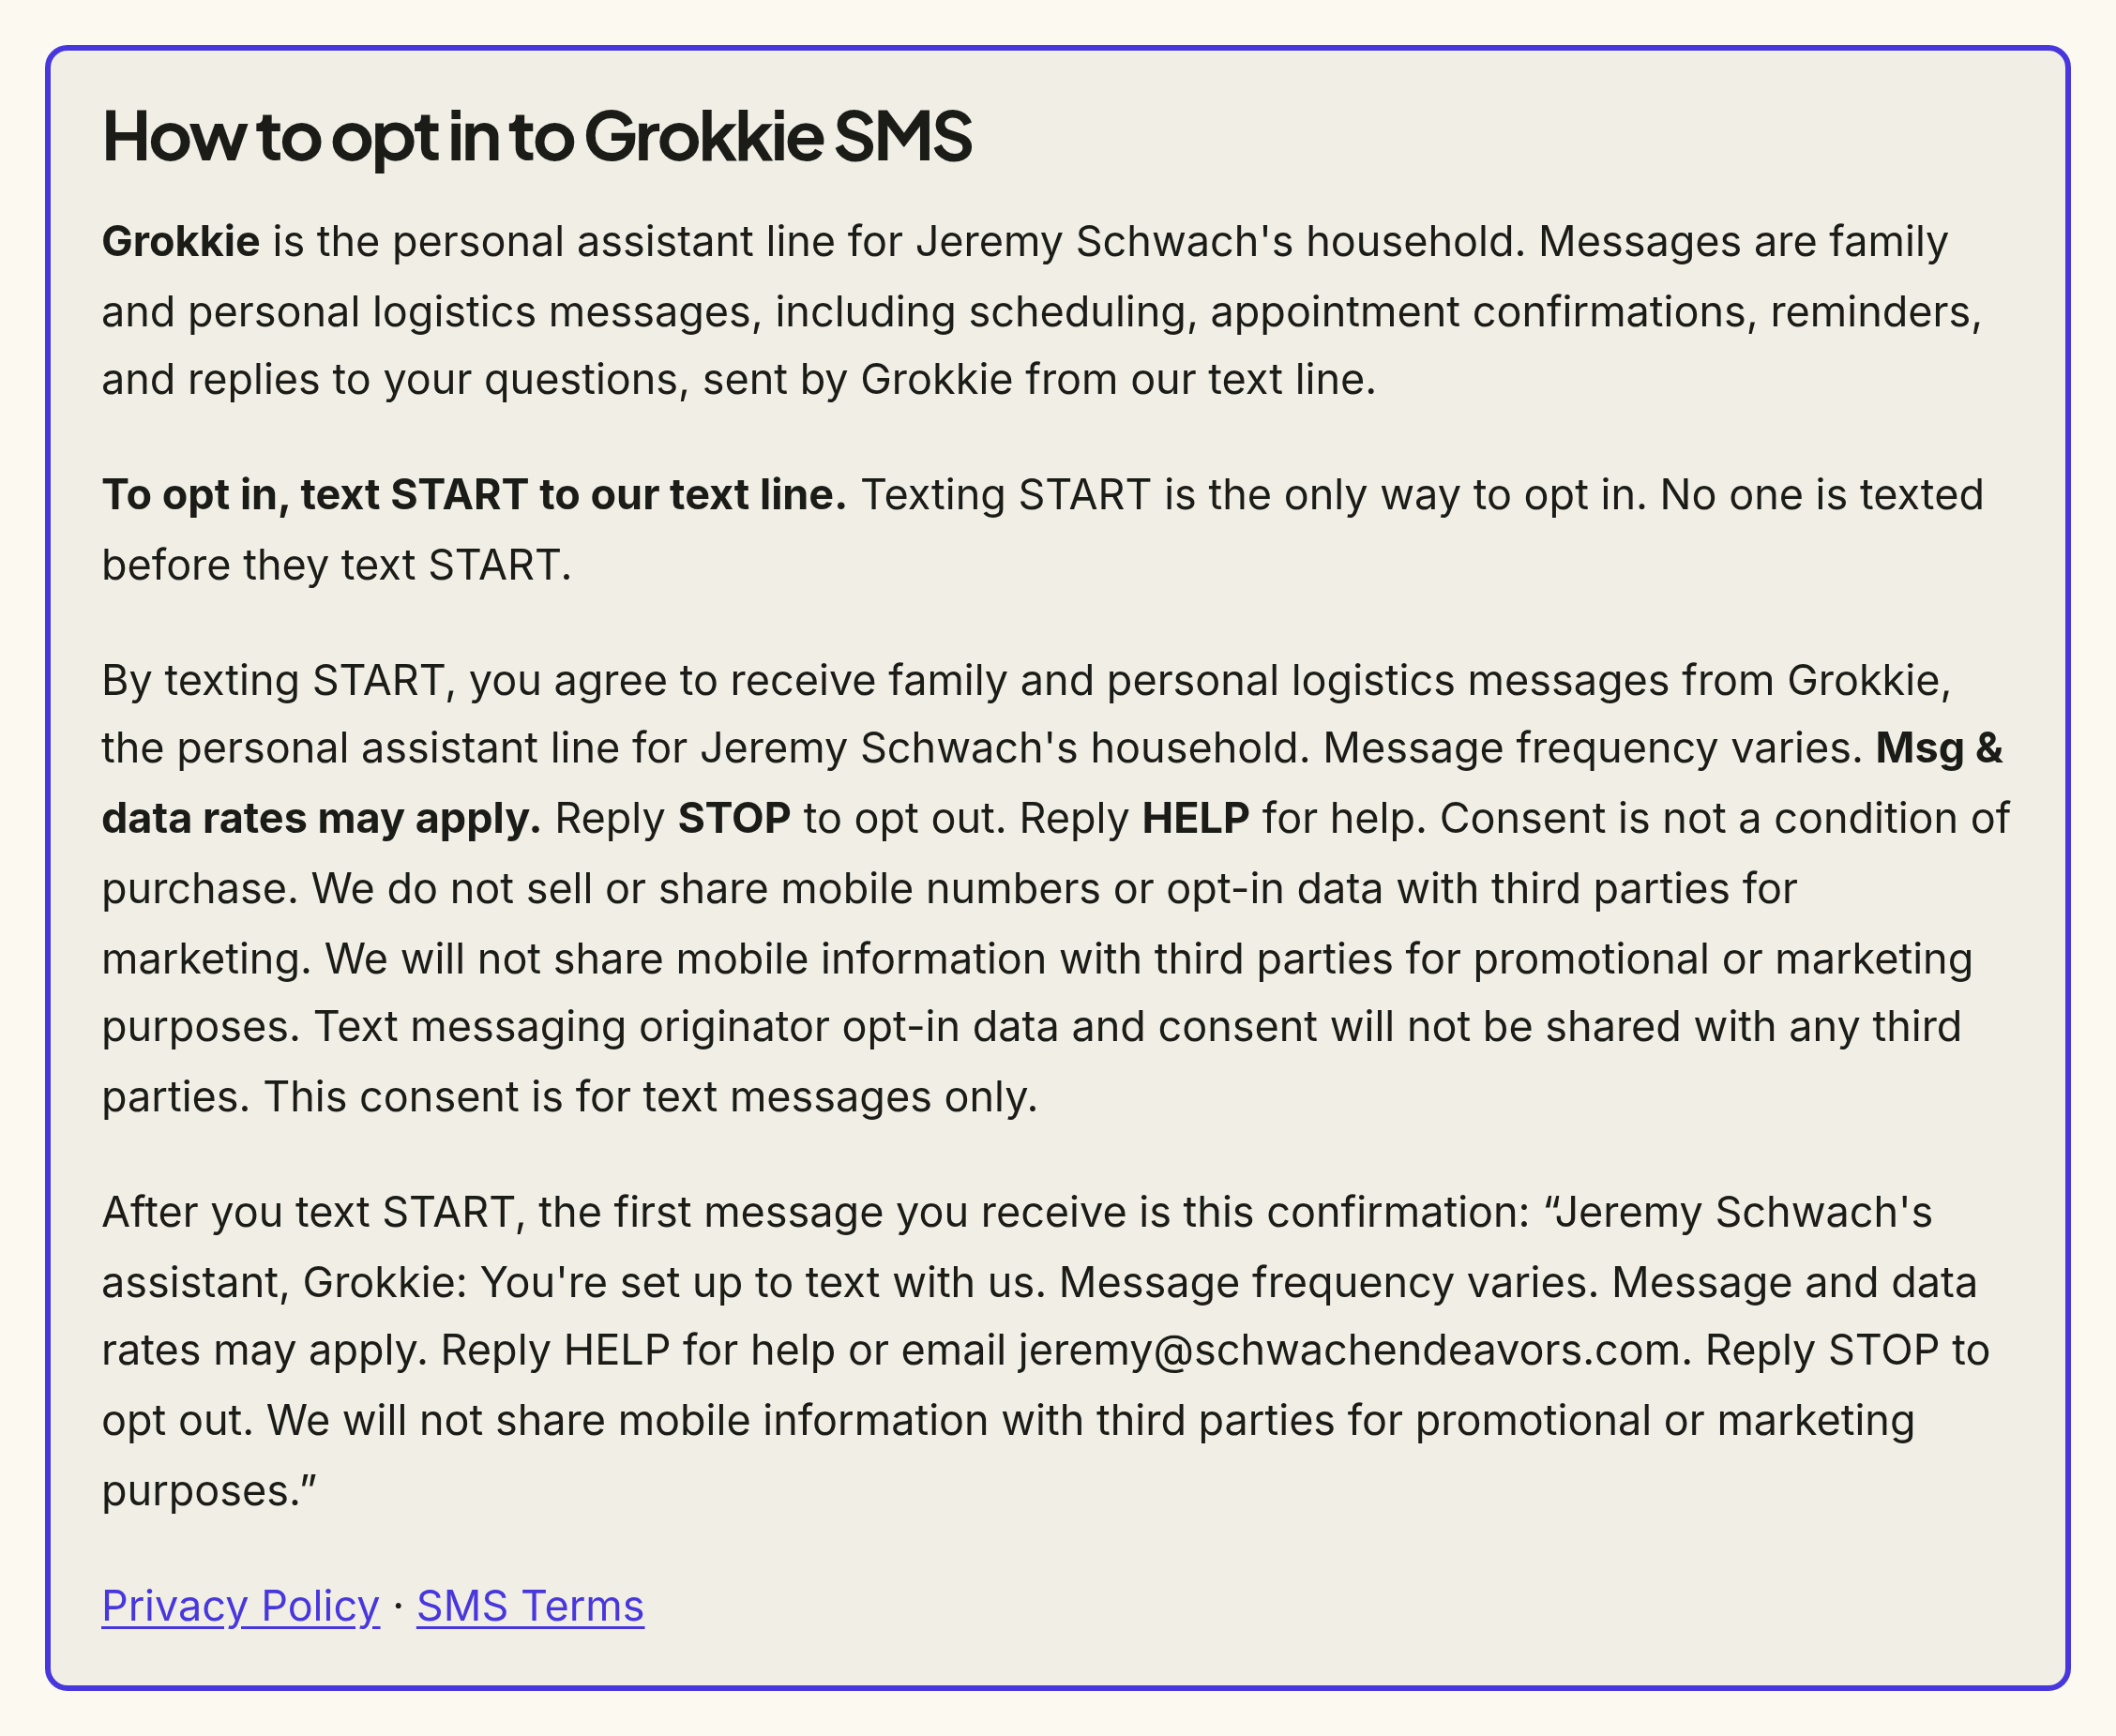 How to opt in to Grokkie SMS
Grokkie is the personal assistant line for Jeremy Schwach's household. Messages are family
and personal logistics messages, including scheduling, appointment confirmations, reminders,
and replies to your questions, sent by Grokkie from our text line.
To opt in, text START to our text line. Texting START is the only way to opt in. No one is texted
before they text START.
By texting START, you agree to receive family and personal logistics messages from Grokkie,
the personal assistant line for Jeremy Schwach's household. Message frequency varies. Msg &
data rates may apply. Reply STOP to opt out. Reply HELP for help. Consent is not a condition of
purchase. We do not sell or share mobile numbers or opt-in data with third parties for
marketing. We will not share mobile information with third parties for promotional or marketing
purposes. Text messaging originator opt-in data and consent will not be shared with any third
parties. This consent is for text messages only.
After you text START, the first message you receive is this confirmation: “Jeremy Schwach's
assistant, Grokkie: You're set up to text with us. Message frequency varies. Message and data
rates may apply. Reply HELP for help or email jeremy@schwachendeavors.com. Reply STOP to
opt out. We will not share mobile information with third parties for promotional or marketing
purposes.”
Privacy Policy · SMS Terms